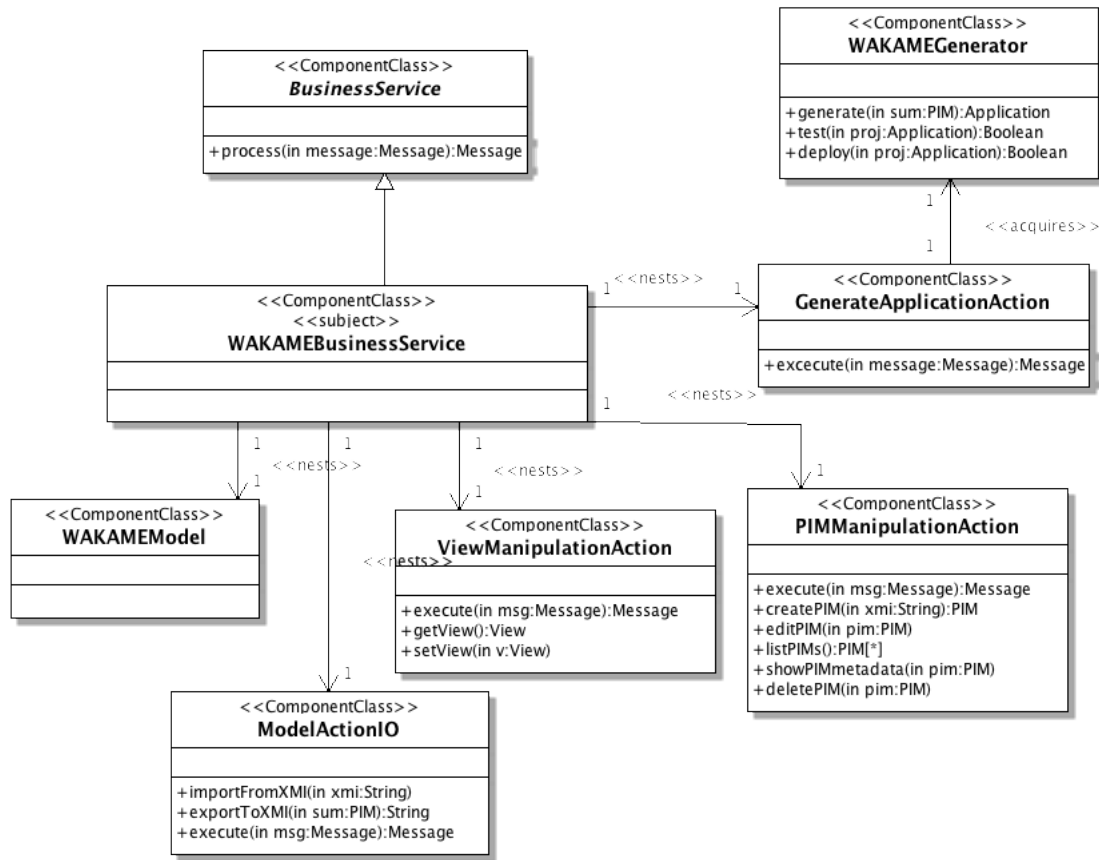 <<ComponentClass>>
BusinessService
+process(in message:Message):Message
<<ComponentClass>>
WAKAMEGenerator
+generate(in sum:PIM):Application
+test(in proj:Application):Boolean
+deploy(in proj:Application):Boolean
1
<<acquires>>
1
<<ComponentClass>>
<<subject>>
WAKAMEBusinessService
1
<<nests>>
1
<<ComponentClass>>
GenerateApplicationAction
+excecute(in message:Message):Message
1
<<nests>>
1
1
<<nests>>
1
1
1
<<nests>>
1
1
<<ComponentClass>>
WAKAMEModel
<<nests>>
1
<<ComponentClass>>
ViewManipulationAction
+execute(in msg:Message):Message
+getView():View
+setView(in v:View)
<<ComponentClass>>
PIMManipulationAction
+execute(in msg:Message):Message
+createPIM(in xmi:String):PIM
+editPIM(in pim:PIM)
+listPIMs():PIM[*]
+showPIMmetadata(in pim:PIM)
+deletePIM(in pim:PIM)
<<ComponentClass>>
ModelActionIO
+importFromXMI(in xmi:String)
+exportToXMI(in sum:PIM):String
+execute(in msg:Message):Message